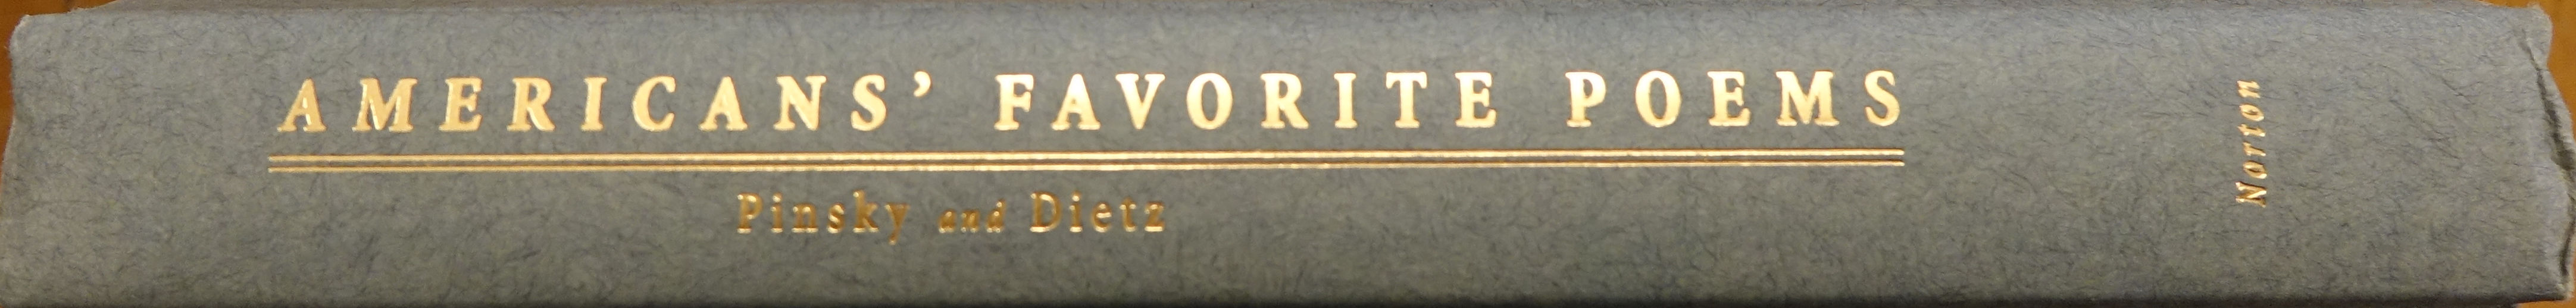 AMERICANS’ FAVORITE POEMS
Pinsky and Dietz
Norton